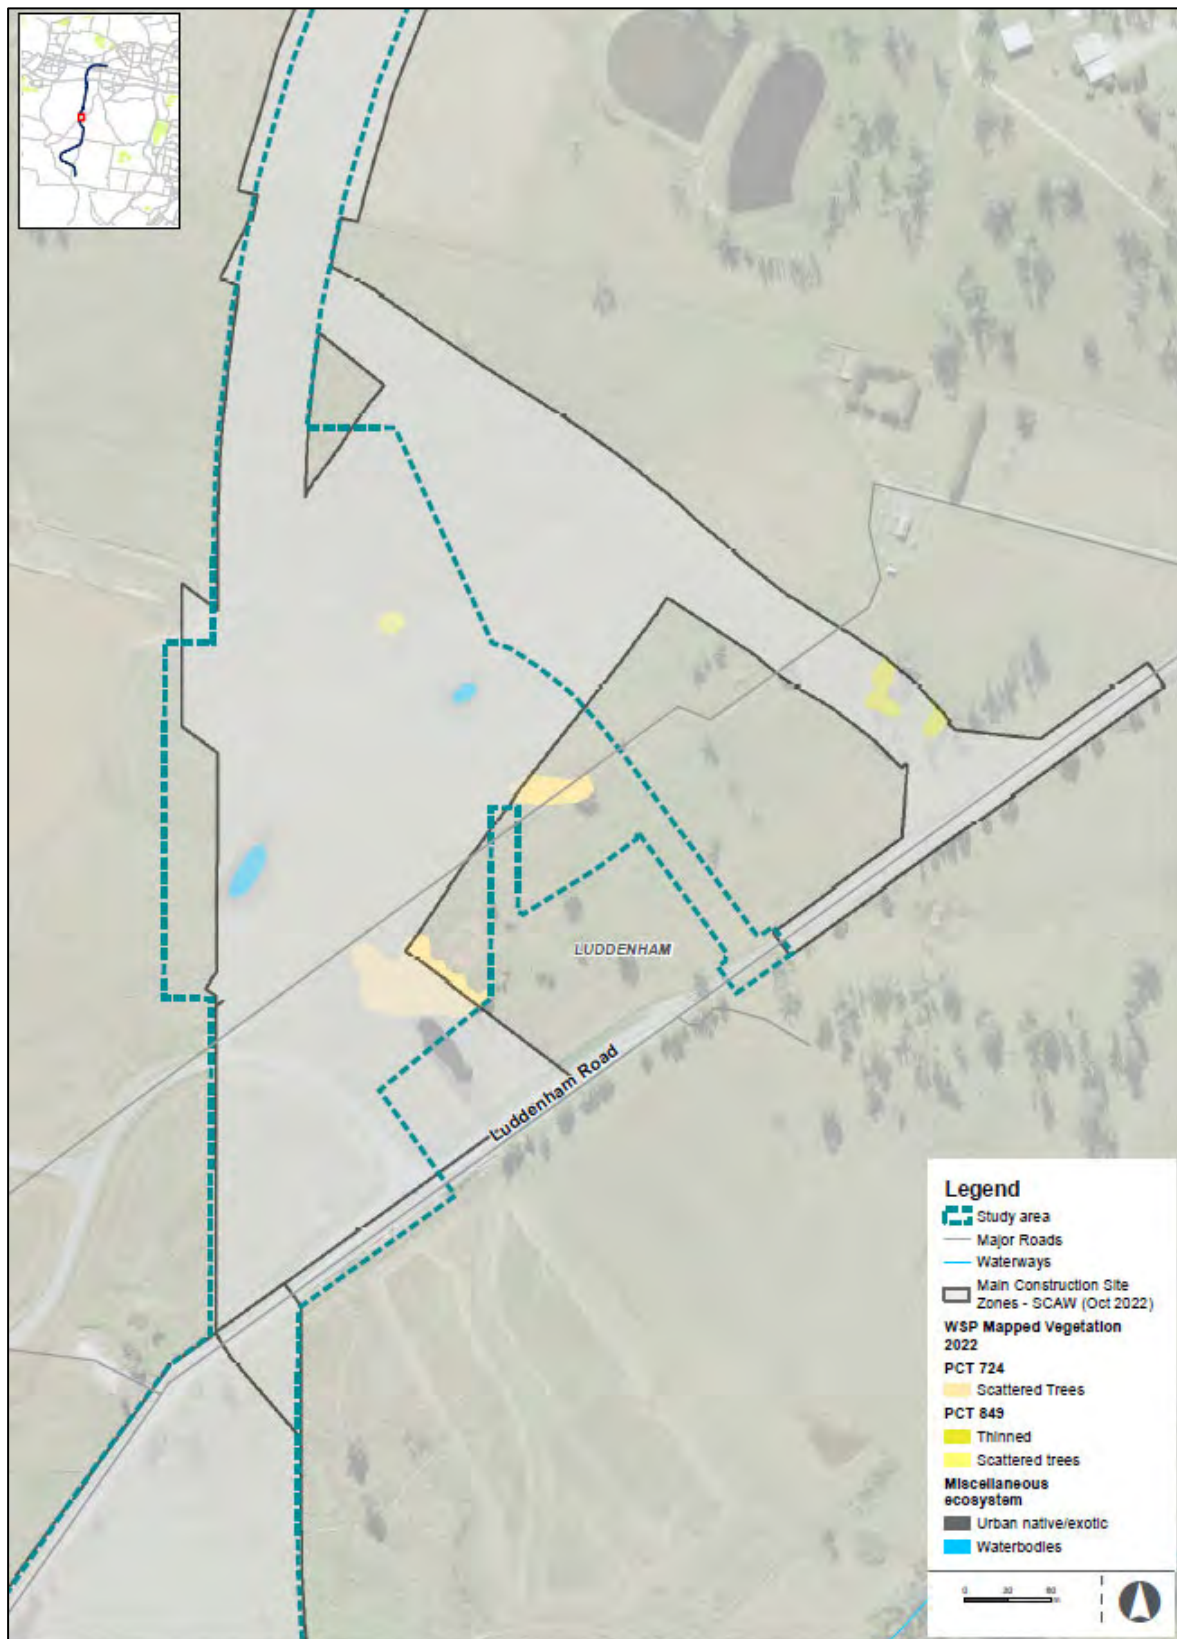 LUDDENHAM
Luddenham Road
Legend
Study area
Major Roads
Waterways
Main Construction Site
Zones - SCAW (Oct 2022)
WSP Mapped Vegetation
2022
PCT 724
Scattered Trees
PCT 849
Thinned
Scattered trees
Miscellaneous
ecosystem
Urban native/exotic
Waterbodies
0